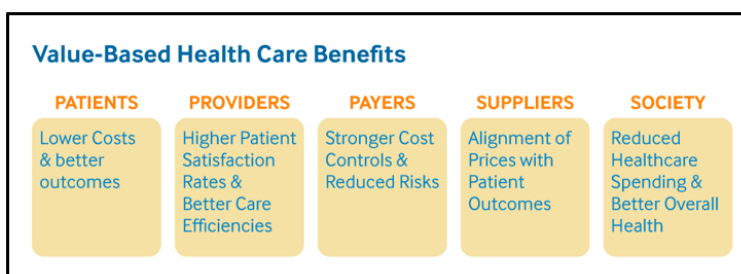 Value-Based Health Care Benefits
PATIENTS
Lower Costs
& better
outcomes
PROVIDERS
Higher Patient
Satisfaction
Rates &
Better Care
Efficiencies
PAYERS
Stronger Cost
Controls &
Reduced Risks
SUPPLIERS
Alignment of
Prices with
Patient
Outcomes
SOCIETY
Reduced
Healthcare
Spending &
Better Overall
Health